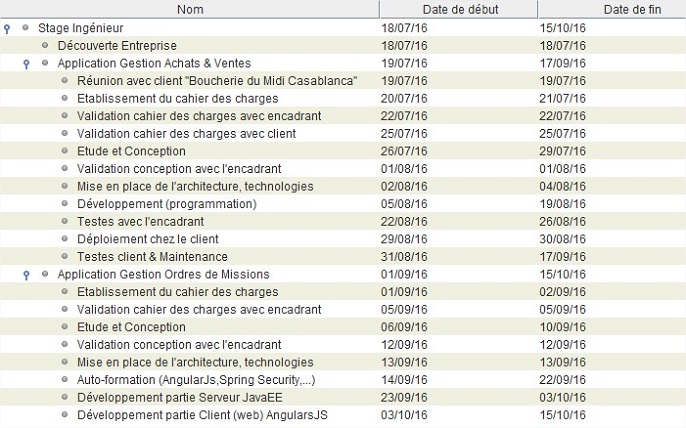 Nom Date de début Date de fin
Stage Ingénieur 18/07/16 15/10/16
Découverte Entreprise 18/07/16 18/07/16
Application Gestion Achats & Ventes 19/07/16 17/09/16
Réunion avec client "Boucherie du Midi Casablanca" 19/07/16 19/07/16
Etablissement du cahier des charges 20/07/16 21/07/16
Validation cahier des charges avec encadrant 22/07/16 22/07/16
Validation cahier des charges avec client 25/07/16 25/07/16
Etude et Conception 26/07/16 29/07/16
Validation conception avec l'encadrant 01/08/16 01/08/16
Mise en place de l'architecture, technologies 02/08/16 04/08/16
Développement (programmation) 05/08/16 19/08/16
Testes avec l'encadrant 22/08/16 26/08/16
Déploiement chez le client 29/08/16 30/08/16
Testes client & Maintenance 31/08/16 17/09/16
Application Gestion Ordres de Missions 01/09/16 15/10/16
Etablissement du cahier des charges 01/09/16 02/09/16
Validation cahier des charges avec encadrant 05/09/16 05/09/16
Etude et Conception 06/09/16 10/09/16
Validation conception avec l'encadrant 12/09/16 12/09/16
Mise en place de l'architecture, technologies 13/09/16 13/09/16
Auto-formation (AngularJs,Spring Security,...) 14/09/16 22/09/16
Développement partie Serveur JavaEE 23/09/16 03/10/16
Développement partie Client (web) AngularsJS 03/10/16 15/10/16